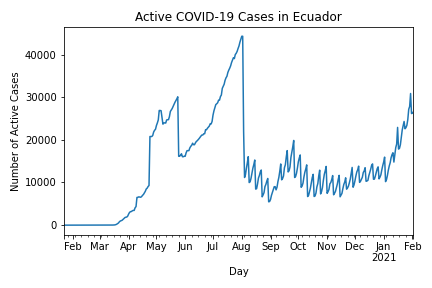 Active COVID-19 Cases in Ecuador
Number of Active Cases
40000
30000
20000
10000
0
Feb Mar Apr May Jun Jul Aug Sep Oct Nov Dec Jan Feb
2021
Day